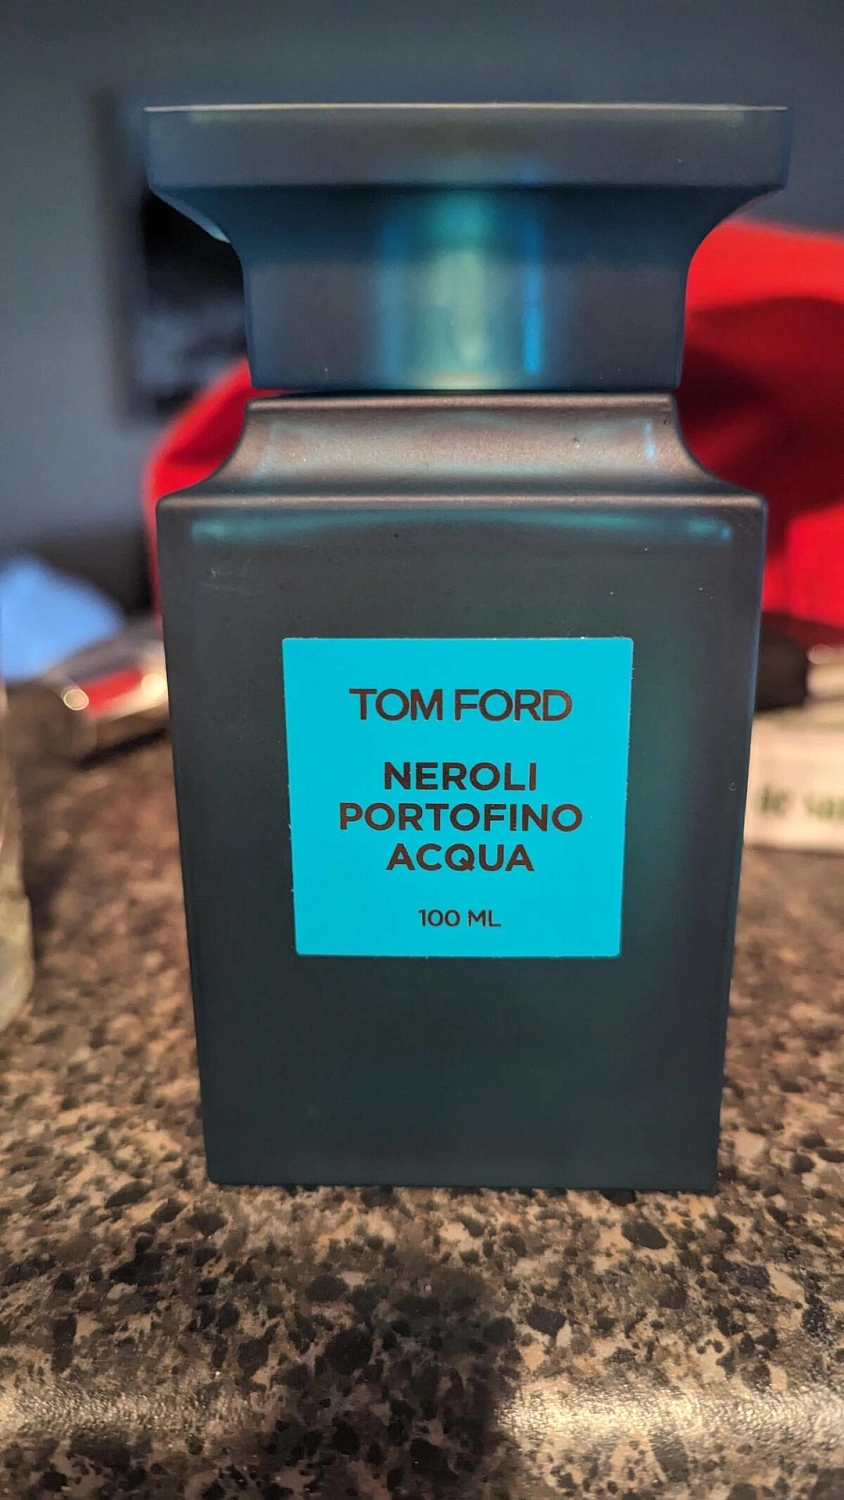 TOM FORD
NEROLI
PORTOFINO
ACQUA
100 ML